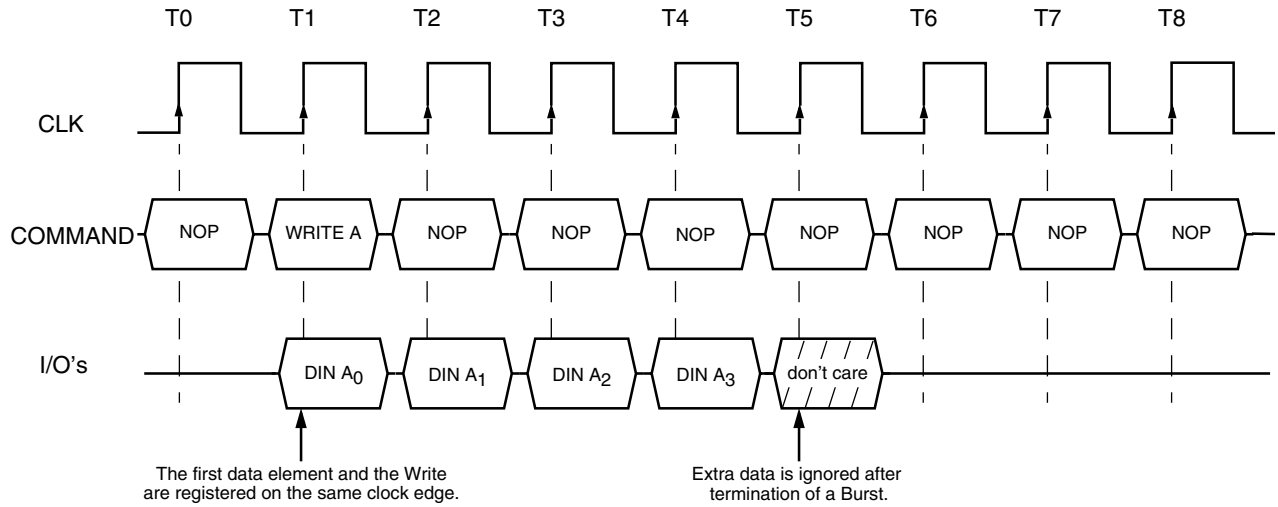 T0 T1 T2 T3 T4 T5 T6 T7 T8
CLK
COMMAND NOP WRITE A NOP NOP NOP NOP NOP NOP NOP
I/O's DIN A0 DIN A1 DIN A2 DIN A3 don't care
The first data element and the Write
are registered on the same clock edge.
Extra data is ignored after
termination of a Burst.